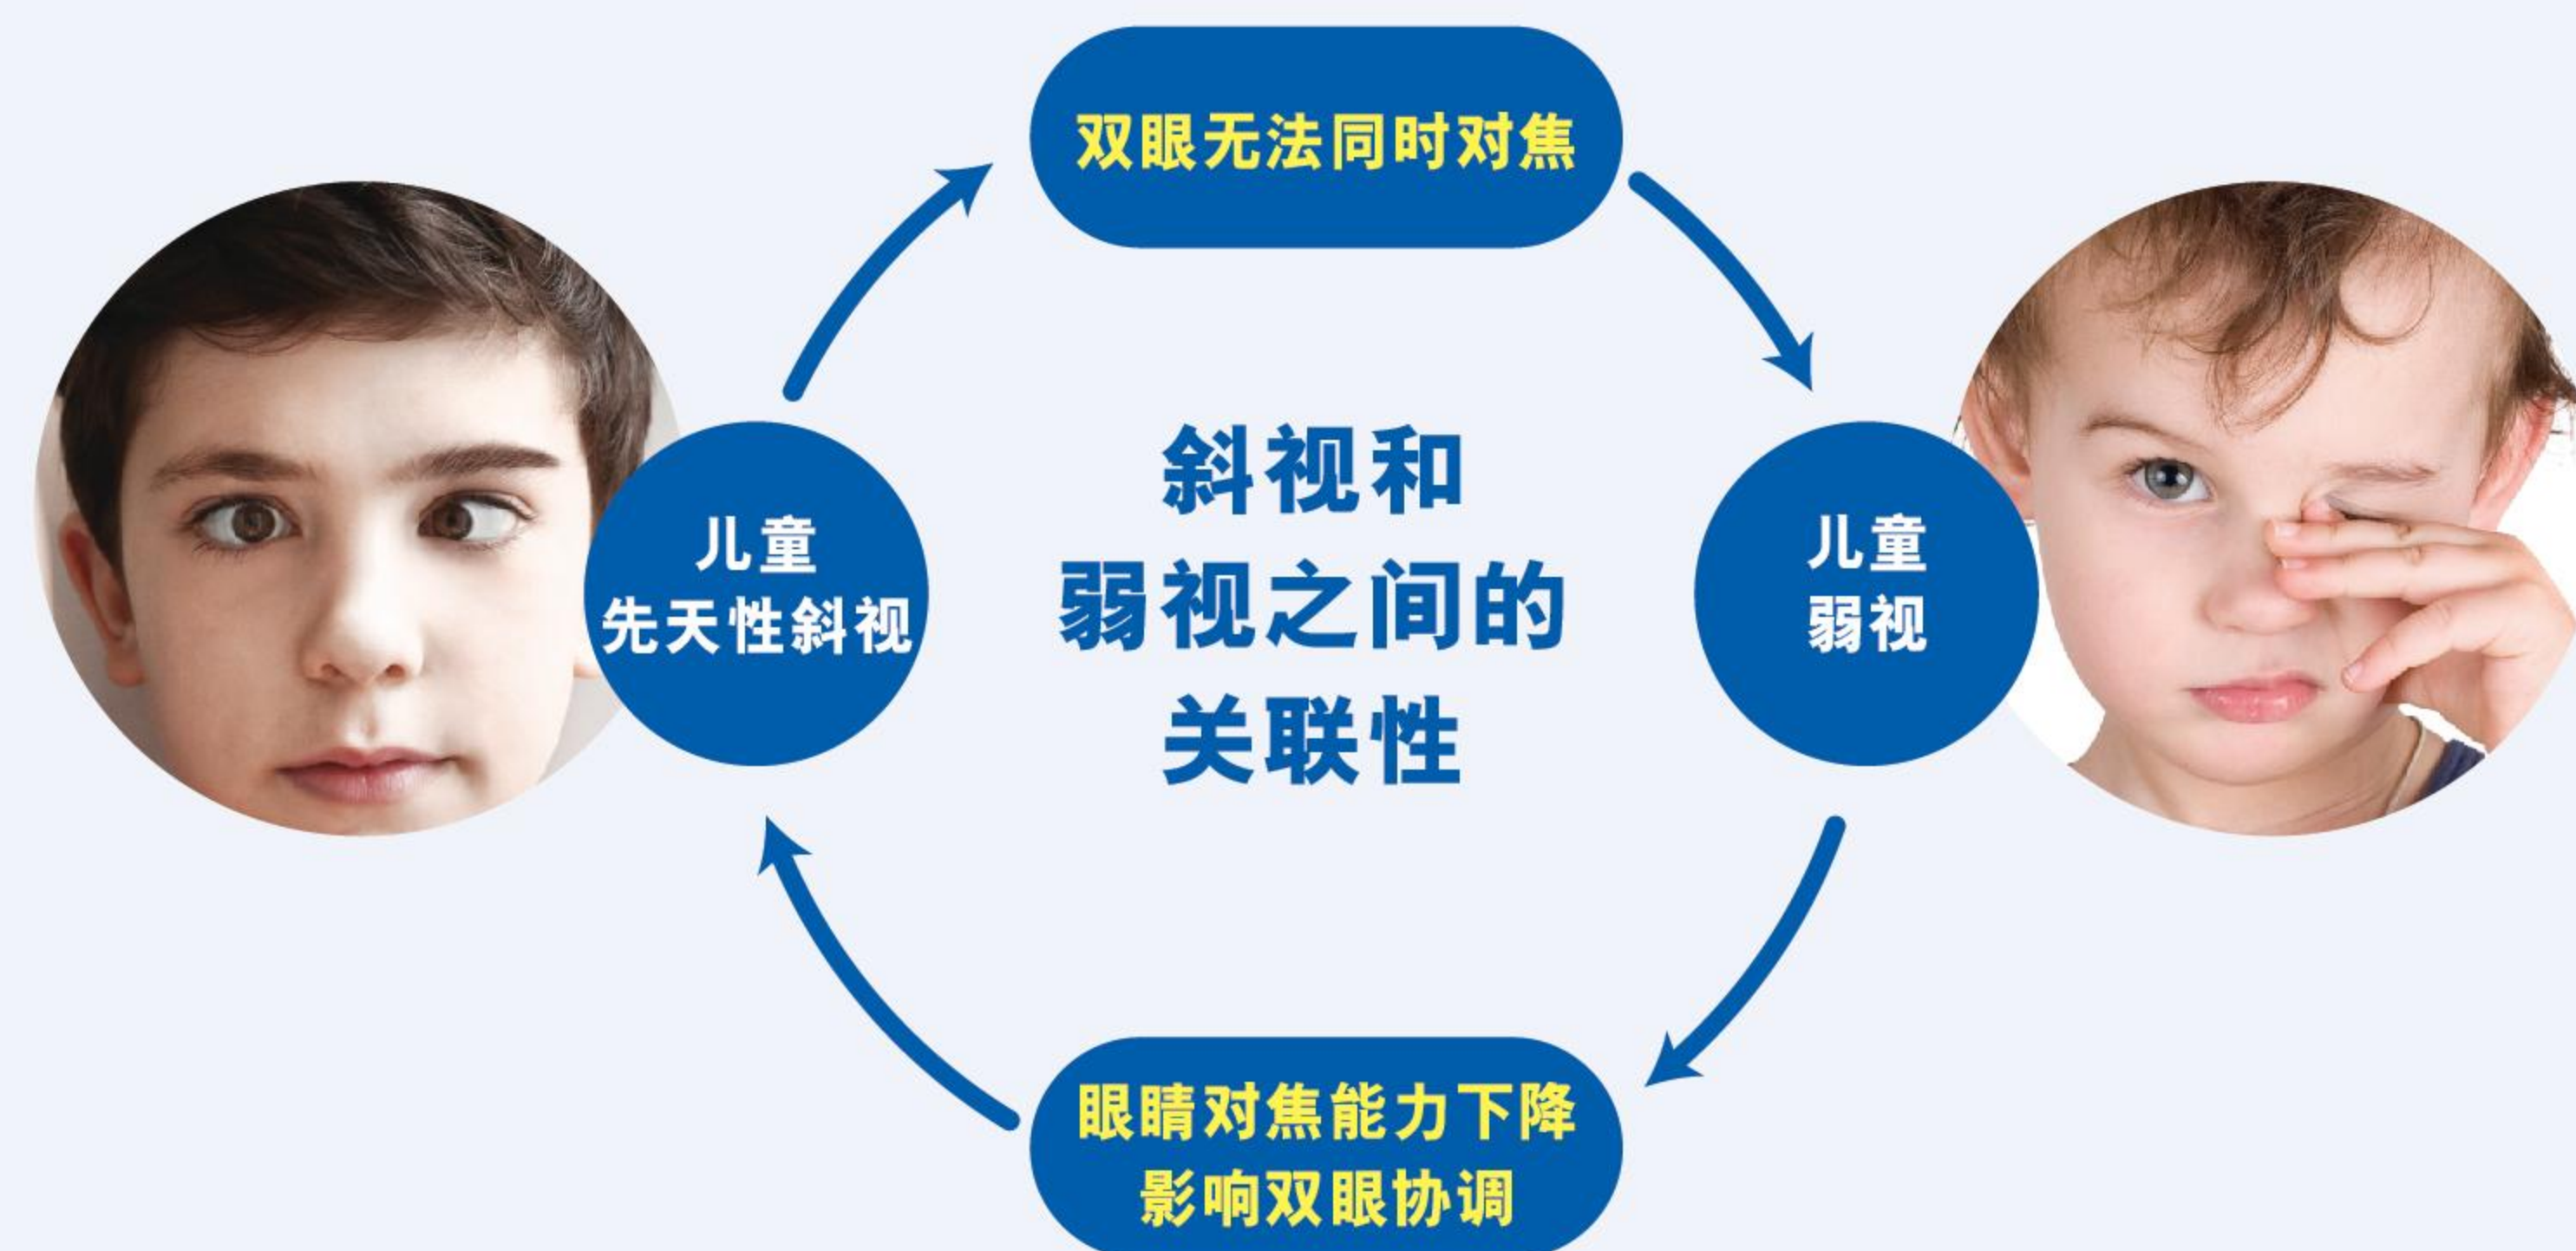 双眼无法同时对焦
斜视和
弱视之间的
关联性
儿童
先天性斜视
儿童
弱视
眼睛对焦能力下降
影响双眼协调